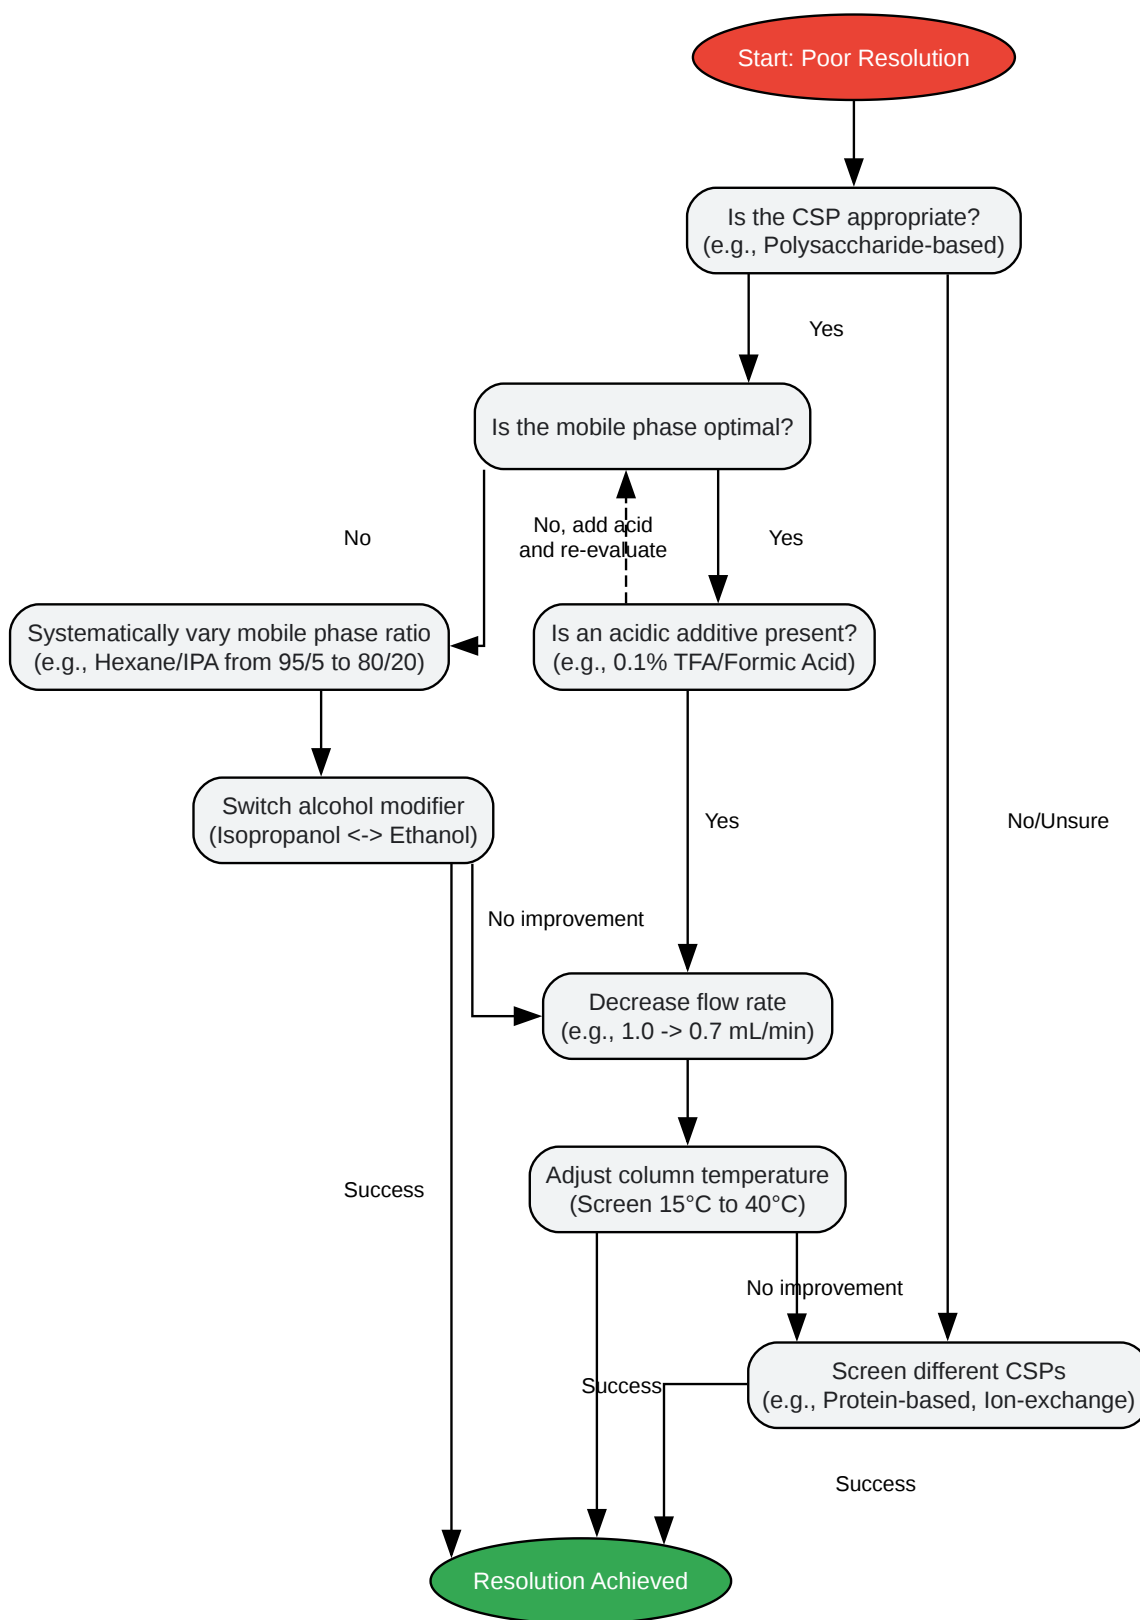 Start: Poor Resolution
Is the CSP appropriate?
(e.g., Polysaccharide-based)
Yes
Is the mobile phase optimal?
No
No, add acid
and re-evaluate
Yes
Systematically vary mobile phase ratio
(e.g., Hexane/IPA from 95/5 to 80/20)
Is an acidic additive present?
(e.g., 0.1% TFA/Formic Acid)
Switch alcohol modifier
(Isopropanol <-> Ethanol)
Yes
No/Unsure
No improvement
Decrease flow rate
(e.g., 1.0 -> 0.7 mL/min)
Success
Adjust column temperature
(Screen 15°C to 40°C)
No improvement
Success
Screen different CSPs
(e.g., Protein-based, Ion-exchange)
Success
Resolution Achieved